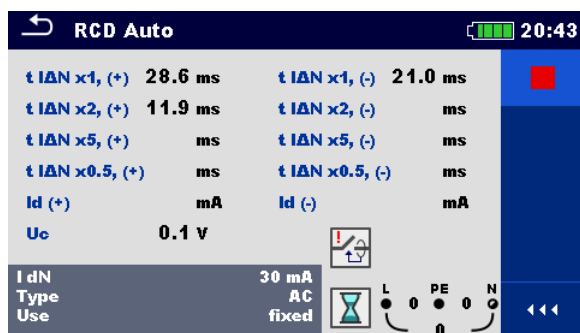 RCD Auto 20:43
t IΔN x1, (+) 28.6 ms t IΔN x1, (-) 21.0 ms
t IΔN x2, (+) 11.9 ms t IΔN x2, (-) ms
t IΔN x5, (+) ms t IΔN x5, (-) ms
t IΔN x0.5, (+) ms t IΔN x0.5, (-) ms
Id (+) mA Id (-) mA
Uc 0.1 V
!
I dN 30 mA
Type AC
Use fixed
L PE N
0 0
0